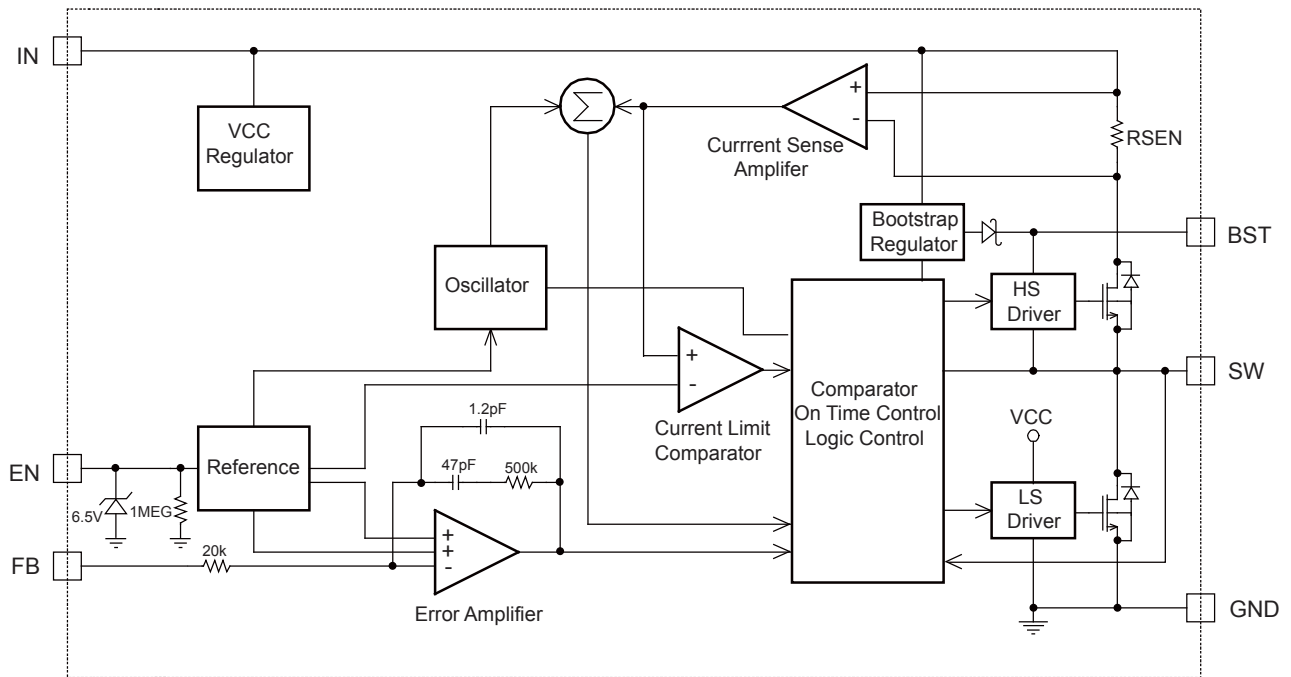 IN
VCC
Regulator
Σ
+
-
Currrent Sense
Amplifer
RSEN
Bootstrap
Regulator
BST
Oscillator
HS
Driver
+
-
Current Limit
Comparator
Comparator
On Time Control
Logic Control
SW
VCC
1.2pF
47pF
500k
EN
Reference
6.5V
1MEG
LS
Driver
FB
20k
+
+
-
Error Amplifier
GND